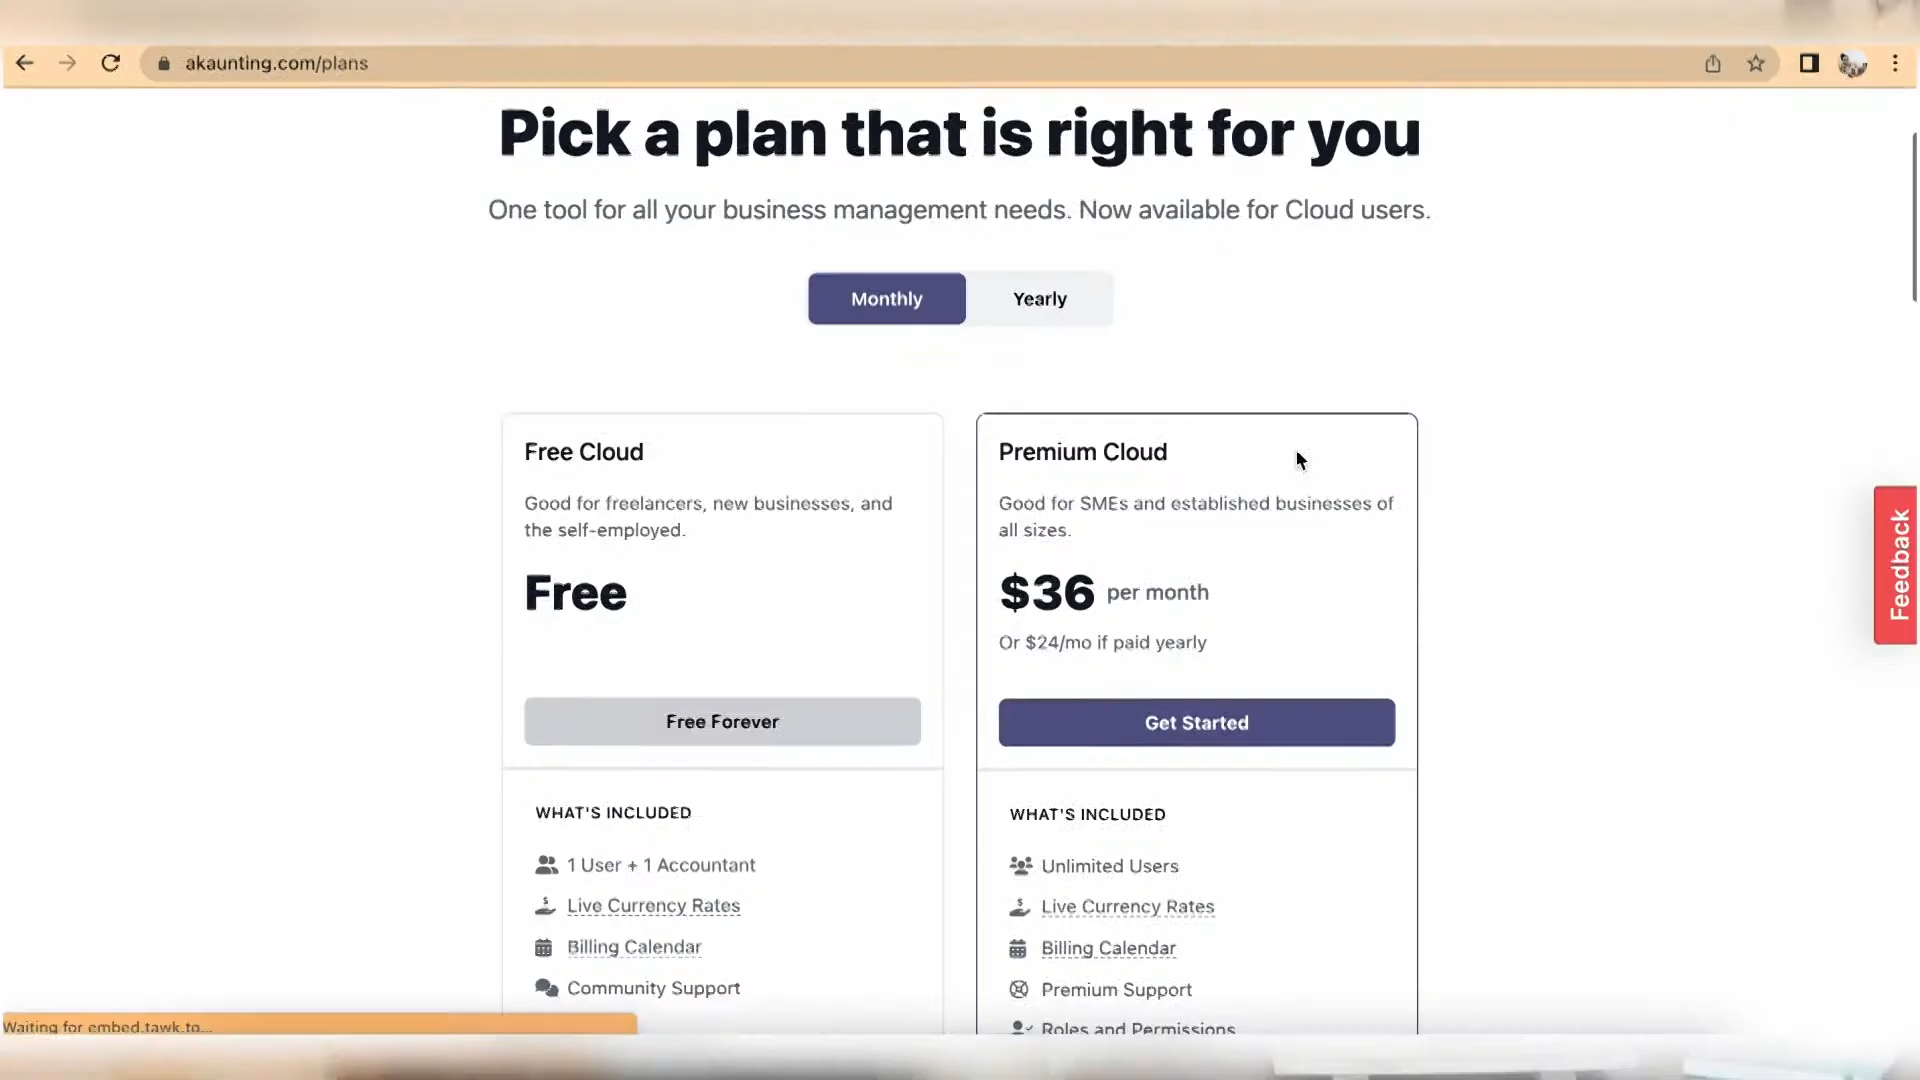 akaunting.com/plans
Pick a plan that is right for you
One tool for all your business management needs. Now available for Cloud users.
Monthly
Yearly
Free Cloud
Good for freelancers, new businesses, and
the self-employed.
Free
Free Forever
WHAT'S INCLUDED
1 User + 1 Accountant
Live Currency Rates
Billing Calendar
Community Support
Premium Cloud
Good for SMEs and established businesses of
all sizes.
$36 per month
Or $24/mo if paid yearly
Get Started
WHAT'S INCLUDED
Unlimited Users
Live Currency Rates
Billing Calendar
Premium Support
Roles and Permissions
Feedback
Waiting for embed.tawk.to...